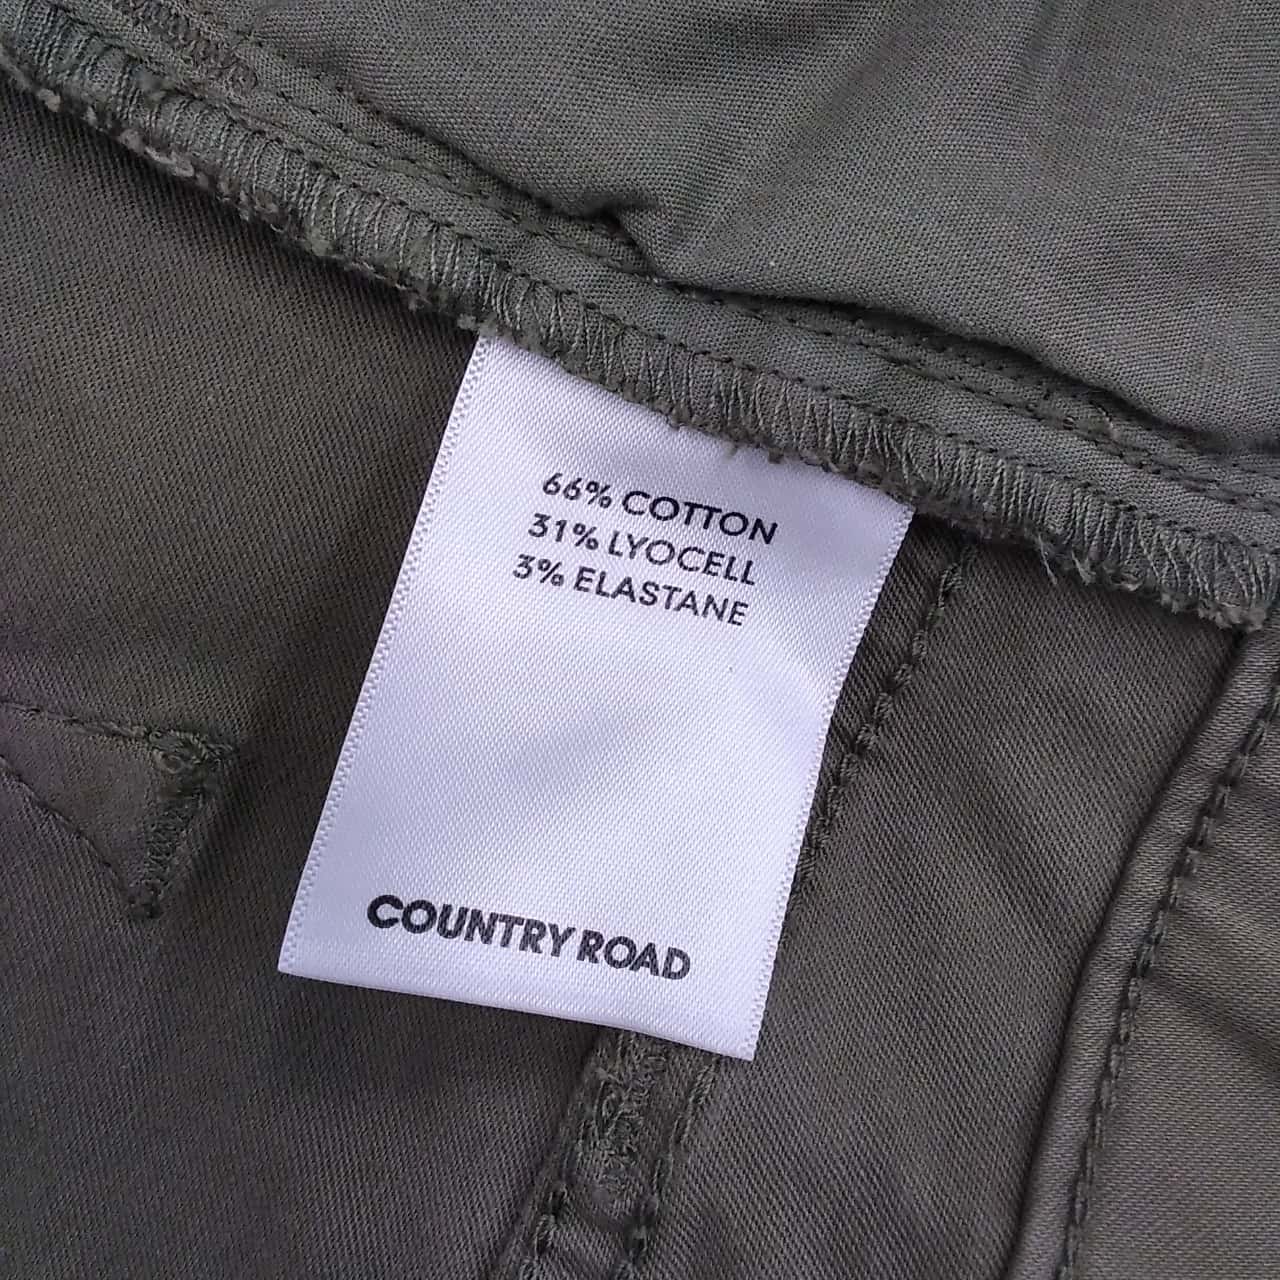 66% COTTON
31% LYOCELL
3% ELASTANE
COUNTRY ROAD